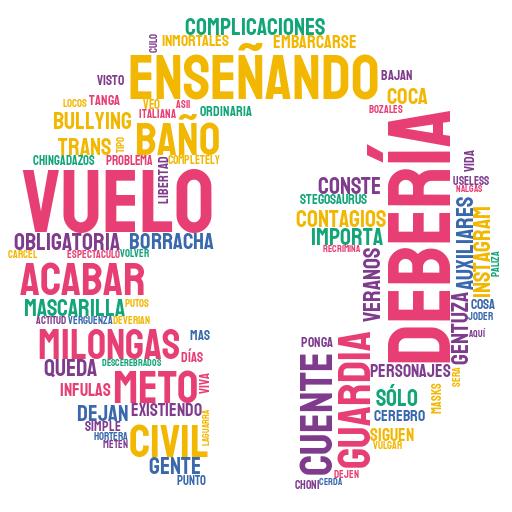 COMPLICACIONES
CULO
INMORTALES
EMBARCARSE
ENSEÑANDO
VISTO
BAJAN
LOCOS
TANGA
VEO
ASII
COCA
ITALIANA
ORDINARIA
BOZALES
BULLYING
TIPO
BAÑO
TRANS
CHINGADAZOS
PROBLEMA
COMPLETELY
LIBERTAD
VUELO
DEBERÍA
VIDA
CONSTE
USELESS
NALGAS
STEGOSAURUS
CONTAGIOS
AUXILIARES
INSTAGRAM
IMPORTA
OBLIGATORIA
BORRACHA
RECRIMINA
CARCEL
ESPECTACULO
VOLVER
VERANOS
PALIZA
ACABAR
MASCARILLA
PUTOS
GENTUZA
COSA
JODER
ACTITUD
VERGUENZA
DEVERIAN
AQUÍ
MILONGAS
MAS
PONGA
DÍAS
QUEDA
DESCEREBRADOS
CUENTE
GUARDIA
PERSONAJES
SERA
INFULAS
METO
VIVA
SÓLO
MASKS
DEJAN
EXISTIENDO
CEREBRO
SIMPLE
LAGUARRA
CIVIL
SIGUEN
HORTERA
METEN
VULGAR
GENTE
PUNTO
DEJEN
CHONI
CERDA